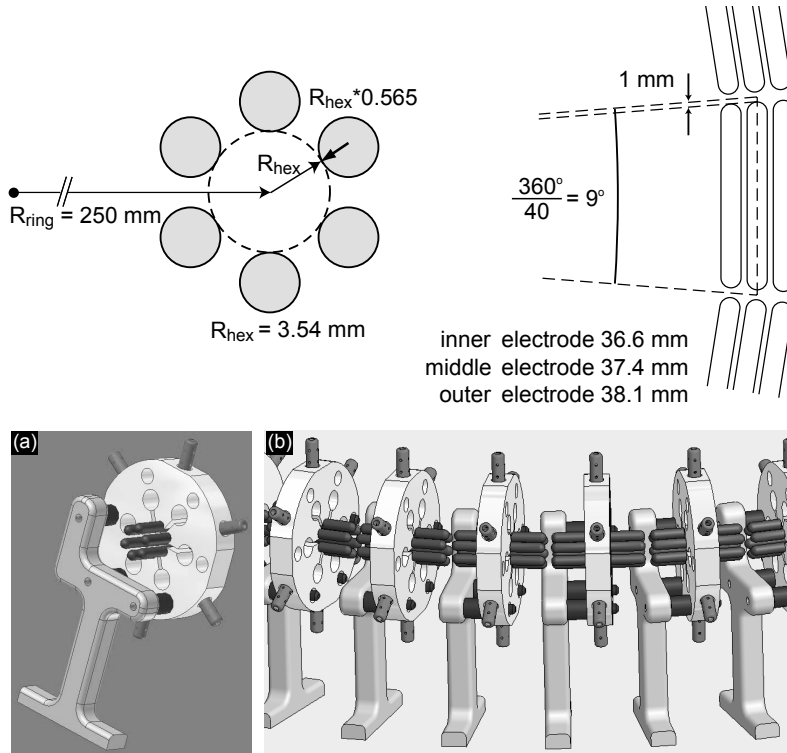 R_hex*0.565
R_hex
R_ring = 250 mm
R_hex = 3.54 mm
1 mm
360°
40
= 9°
inner electrode 36.6 mm
middle electrode 37.4 mm
outer electrode 38.1 mm
(a)
(b)